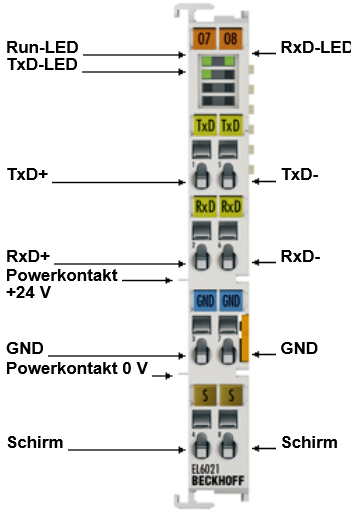 07 08
Run-LED
RxD-LED
TxD-LED
TxD TxD
1 5
TxD+
TxD-
RxD RxD
2 6
RxD+
RxD-
Powerkontakt
+24 V
GND GND
3 7
GND
GND
Powerkontakt 0 V
S S
4 8
Schirm
Schirm
EL6021
BECKHOFF